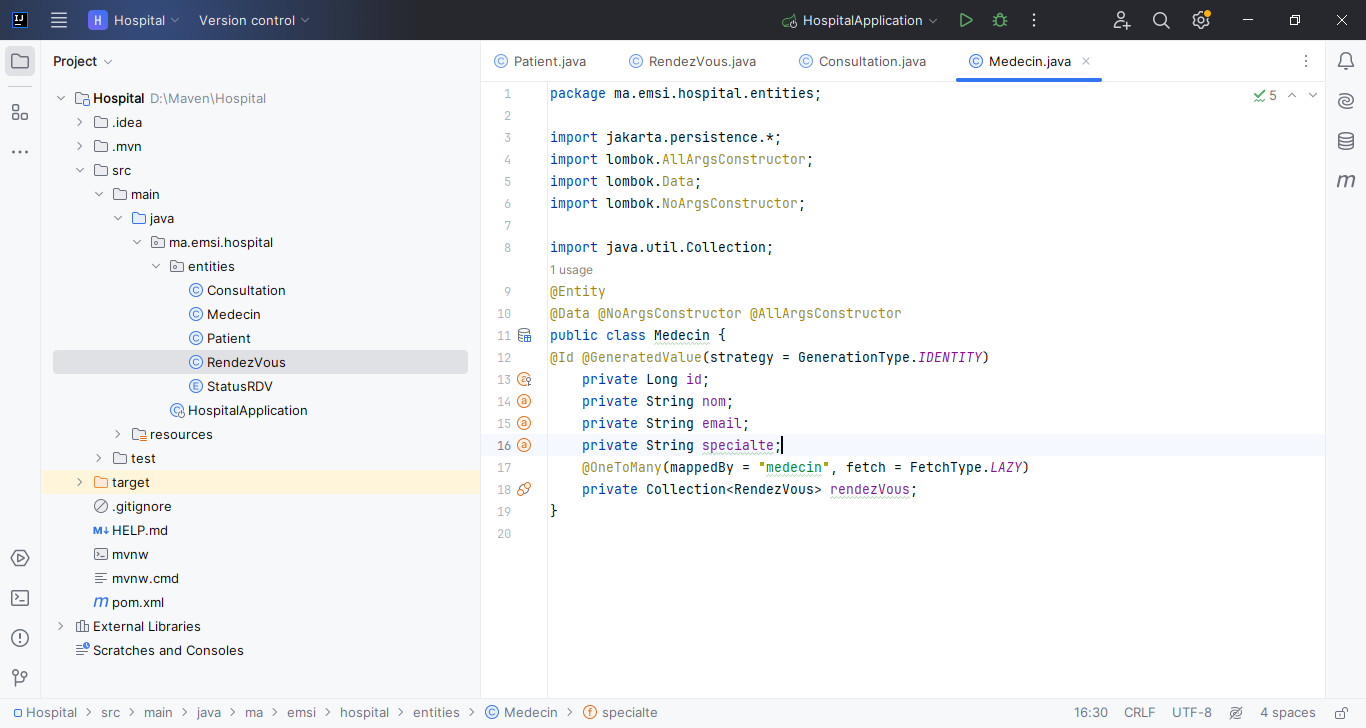 H Hospital Version control HospitalApplication
Project
Patient.java RendezVous.java Consultation.java Medecin.java
Hospital D:\Maven\Hospital
.idea
.mvn
src
main
java
ma.emsi.hospital
entities
Consultation
Medecin
Patient
RendezVous
StatusRDV
HospitalApplication
resources
test
target
.gitignore
M↓ HELP.md
mvnw
mvnw.cmd
m pom.xml
External Libraries
Scratches and Consoles
5
1 package ma.emsi.hospital.entities;
2
3 import jakarta.persistence.*;
4 import lombok.AllArgsConstructor;
5 import lombok.Data;
6 import lombok.NoArgsConstructor;
7
8 import java.util.Collection;
1 usage
9 @Entity
10 @Data @NoArgsConstructor @AllArgsConstructor
11 public class Medecin {
12 @Id @GeneratedValue(strategy = GenerationType.IDENTITY)
13 private Long id;
14 private String nom;
15 private String email;
16 private String specialte;
17 @OneToMany(mappedBy = "medecin", fetch = FetchType.LAZY)
18 private Collection<RendezVous> rendezVous;
19 }
20
m
Hospital > src > main > java > ma > emsi > hospital > entities > Medecin > specialte 16:30 CRLF UTF-8 4 spaces